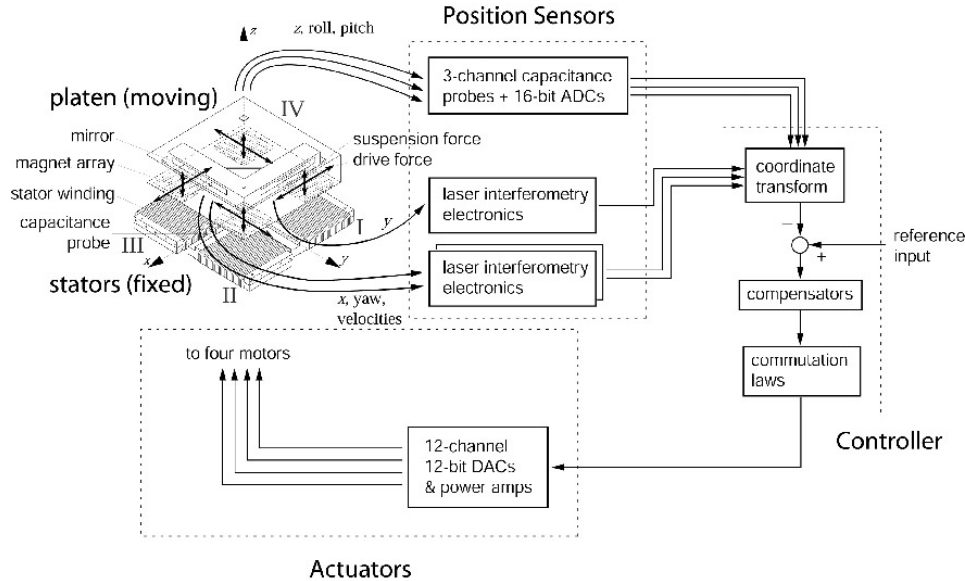 Position Sensors
z
z, roll, pitch
3-channel capacitance
probes + 16-bit ADCs
platen (moving)
IV
mirror
magnet array
stator winding
capacitance
probe
suspension force
drive force
III
I
II
x
y
y
stators (fixed)
laser interferometry
electronics
laser interferometry
electronics
x, yaw,
velocities
coordinate
transform
−
+
reference
input
compensators
commutation
laws
Controller
to four motors
12-channel
12-bit DACs
& power amps
Actuators